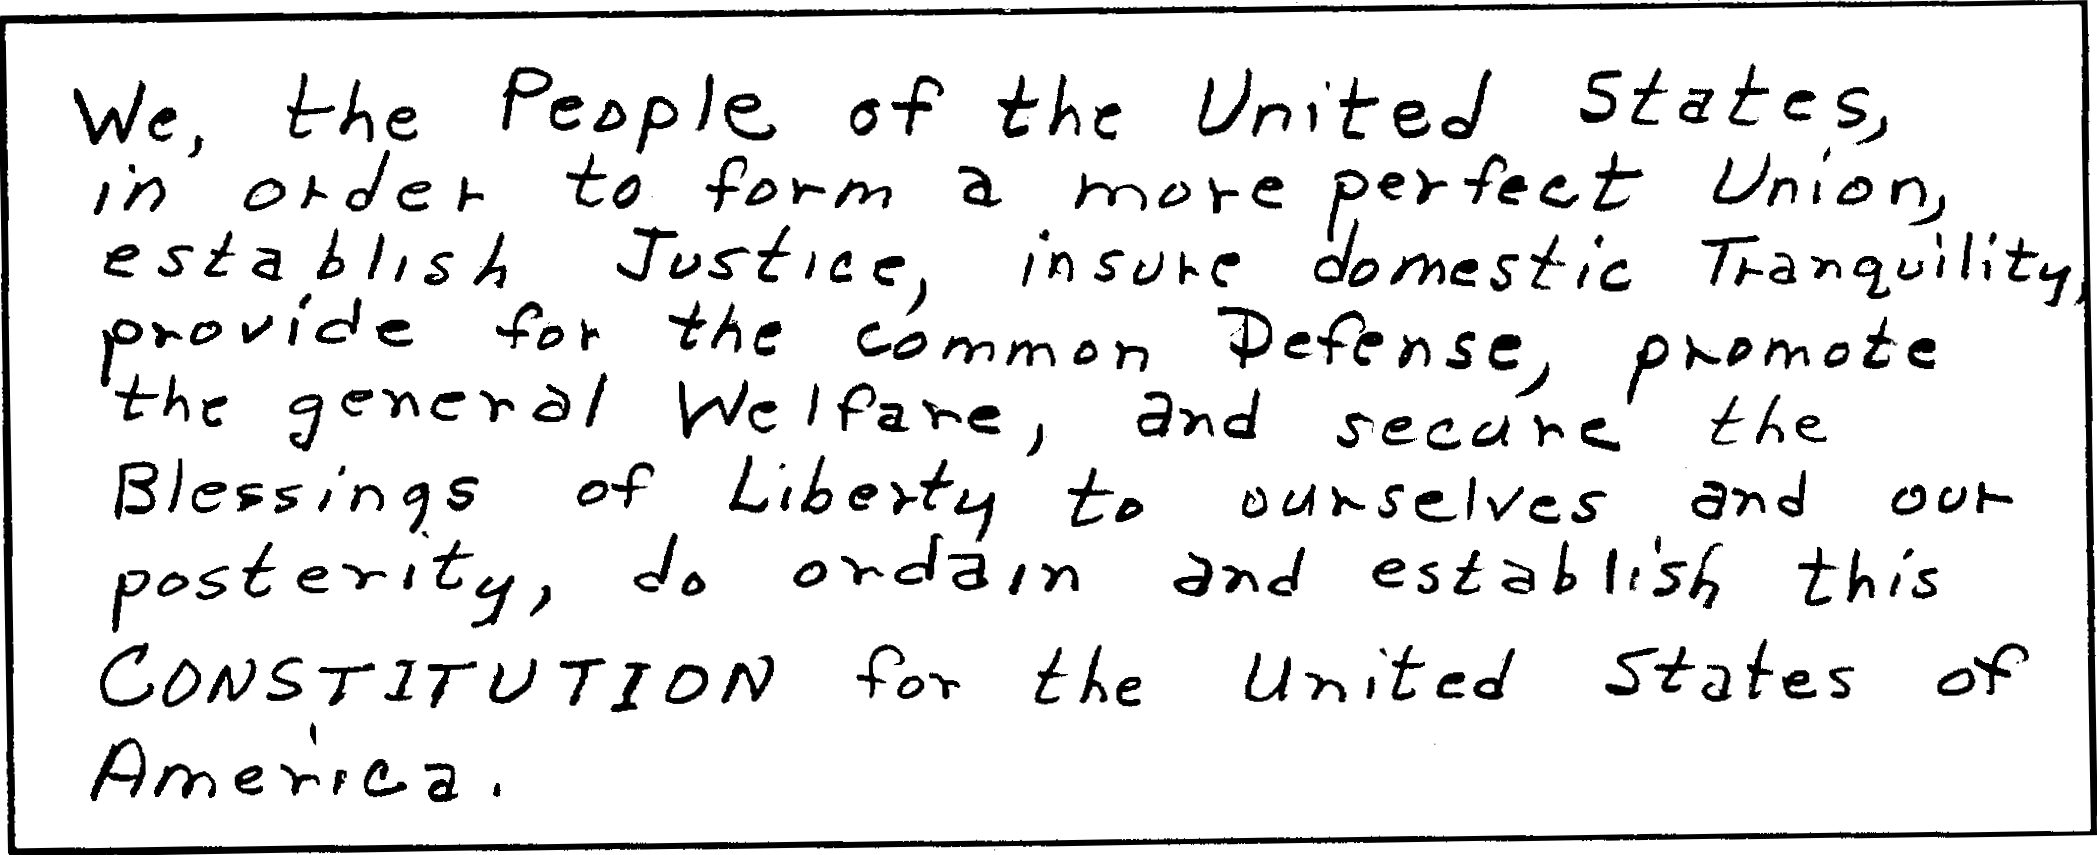 We, the People of the United States,
in order to form a more perfect Union,
establish Justice, insure domestic Tranquility,
provide for the common Defense, promote
the general Welfare, and secure the
Blessings of Liberty to ourselves and our
posterity, do ordain and establish this
CONSTITUTION for the United States of
America.